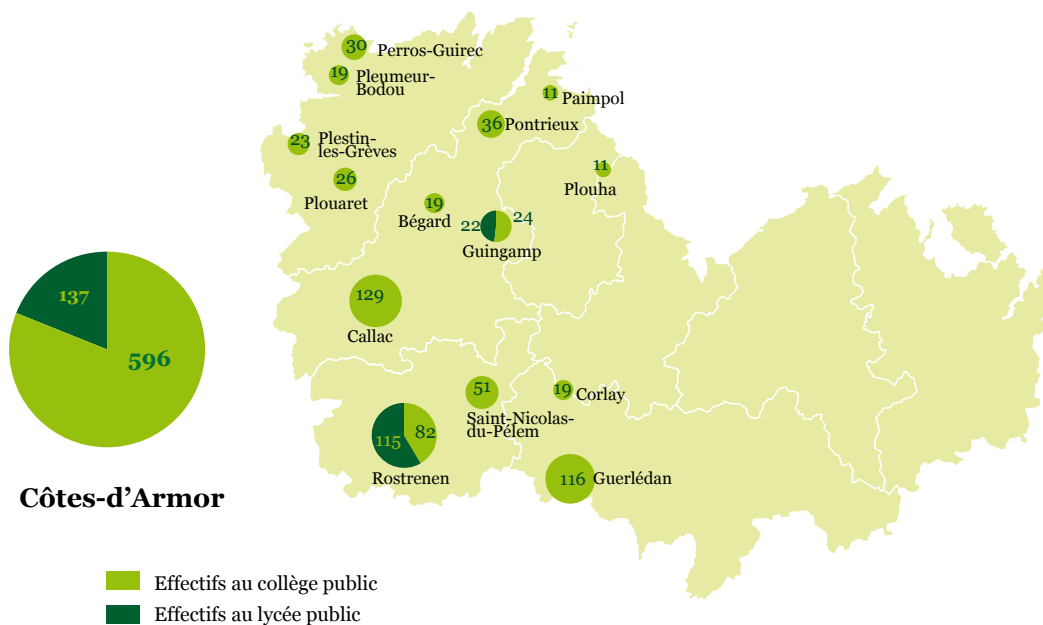 30
Perros-Guirec
19
Pleumeur-
Bodou
11
Paimpol
36
Pontrieux
23
Plestin-
les-Grèves
11
Plouha
26
Plouaret
19
Bégard
22
24
Guingamp
129
Callac
137
596
51
Saint-Nicolas-
du-Pélem
19
Corlay
115
82
Rostrenen
116
Guerlédan
Côtes-d’Armor
Effectifs au collège public
Effectifs au lycée public